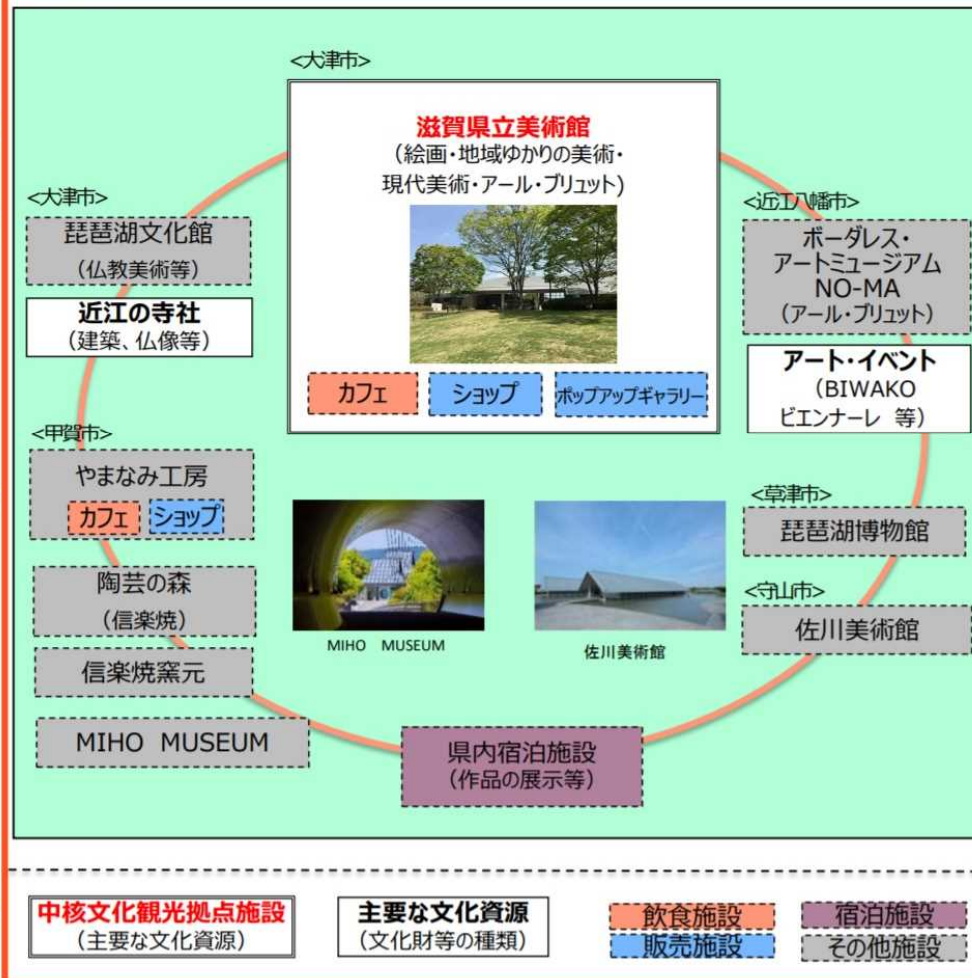 <大津市>
滋賀県立美術館
(絵画・地域ゆかりの美術・
現代美術・アール・ブリュット)
カフェ
ショップ
ポップアップギャラリー
<大津市>
琵琶湖文化館
(仏教美術等)
近江の寺社
(建築、仏像等)
<甲賀市>
やまなみ工房
カフェ
ショップ
陶芸の森
(信楽焼)
信楽焼窯元
MIHO MUSEUM
MIHO MUSEUM
佐川美術館
<近江八幡市>
ボーダレス・
アートミュージアム
NO-MA
(アール・ブリュット)
アート・イベント
(BIWAKO
ビエンナーレ 等)
<草津市>
琵琶湖博物館
<守山市>
佐川美術館
県内宿泊施設
(作品の展示等)
中核文化観光拠点施設
(主要な文化資源)
主要な文化資源
(文化財等の種類)
飲食施設
販売施設
宿泊施設
その他施設